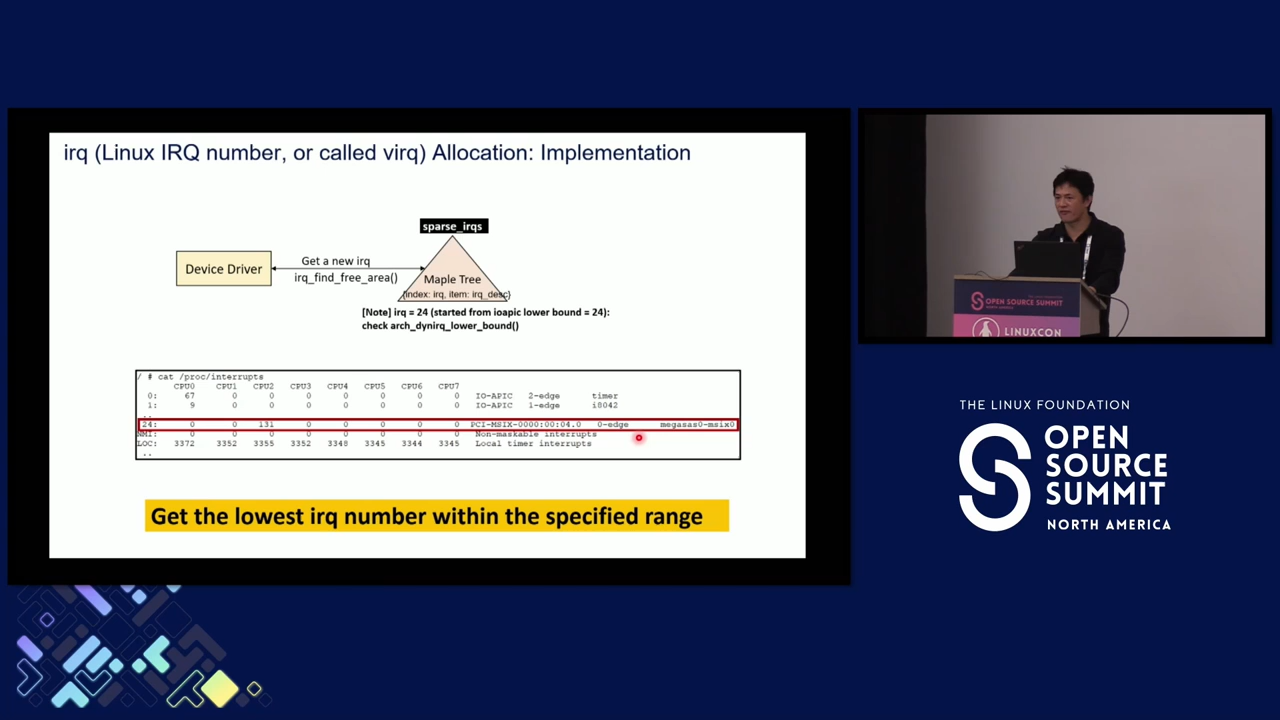 irq (Linux IRQ number, or called virq) Allocation: Implementation
sparse_irqs
Device Driver
Get a new irq
irq_find_free_area()
Maple Tree
{index: irq, item: irq_desc}
[Note] irq = 24 (started from ioapic lower bound = 24):
check arch_dynirq_lower_bound()
/ # cat /proc/interrupts
CPU0 CPU1 CPU2 CPU3 CPU4 CPU5 CPU6 CPU7
0: 67 0 0 0 0 0 0 0 IO-APIC 2-edge timer
1: 9 0 0 0 0 0 0 0 IO-APIC 1-edge i8042
..
24: 0 0 131 0 0 0 0 0 PCI-MSIX-0000:00:04.0 0-edge megasas0-msix0
NMI: 0 0 0 0 0 0 0 0 Non-maskable interrupts
LOC: 3372 3352 3355 3352 3348 3345 3344 3345 Local timer interrupts
..
Get the lowest irq number within the specified range
OPEN SOURCE SUMMIT
LINUXCON
THE LINUX FOUNDATION
OPEN
SOURCE
SUMMIT
NORTH AMERICA